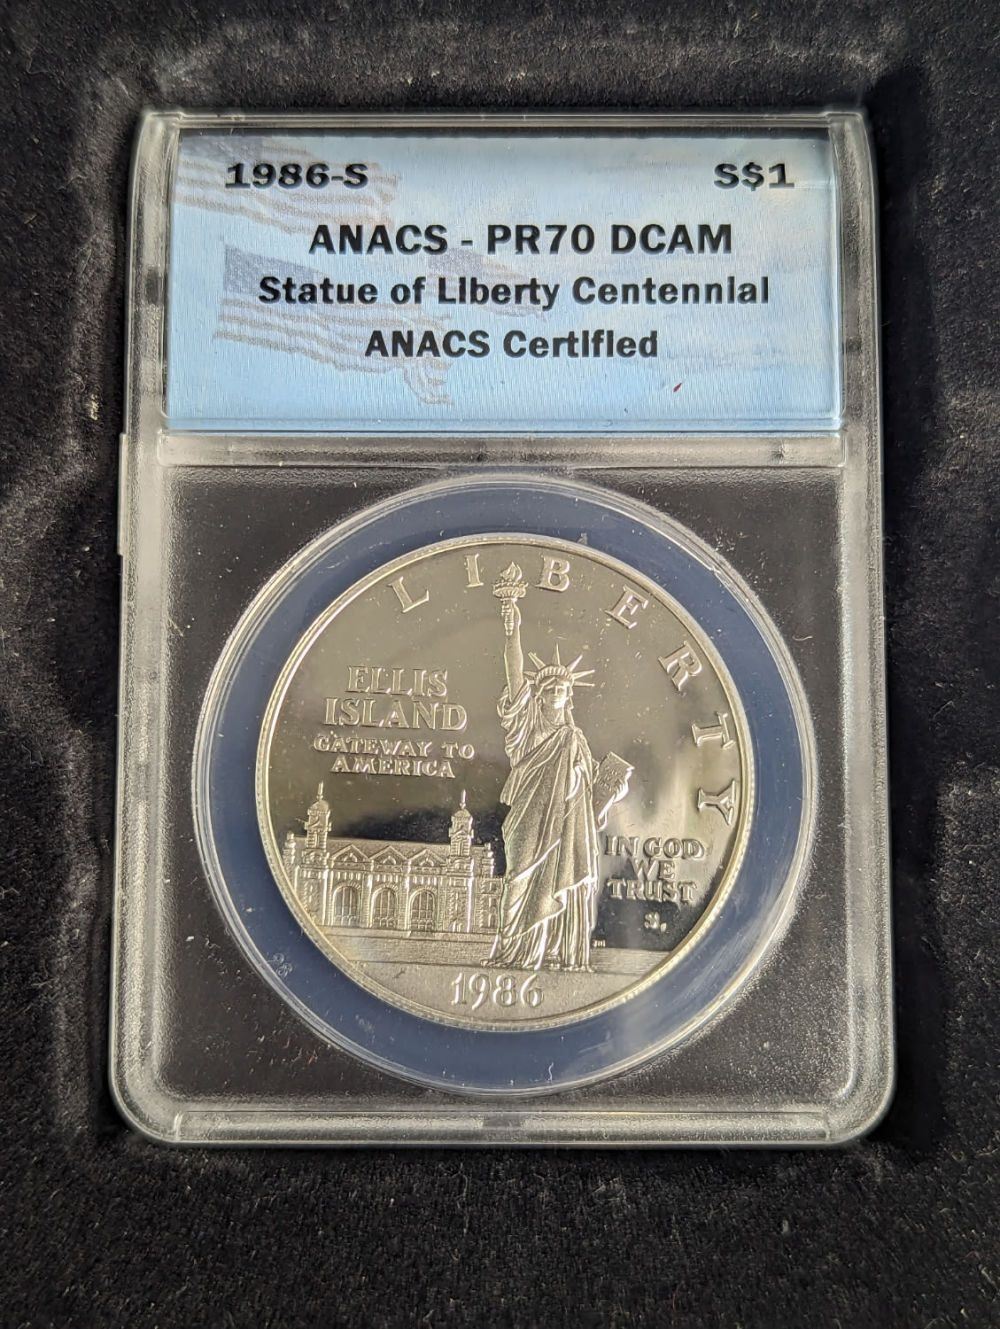 1986-S S$1
ANACS - PR70 DCAM
Statue of Liberty Centennial
ANACS Certified
LIBERTY
ELLIS
ISLAND
GATEWAY TO
AMERICA
IN GOD
WE
TRUST
S.
1986